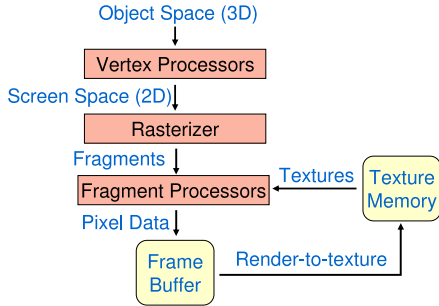 Object Space (3D)
Vertex Processors
Screen Space (2D)
Rasterizer
Fragments
Fragment Processors
Textures
Texture
Memory
Pixel Data
Frame
Buffer
Render-to-texture